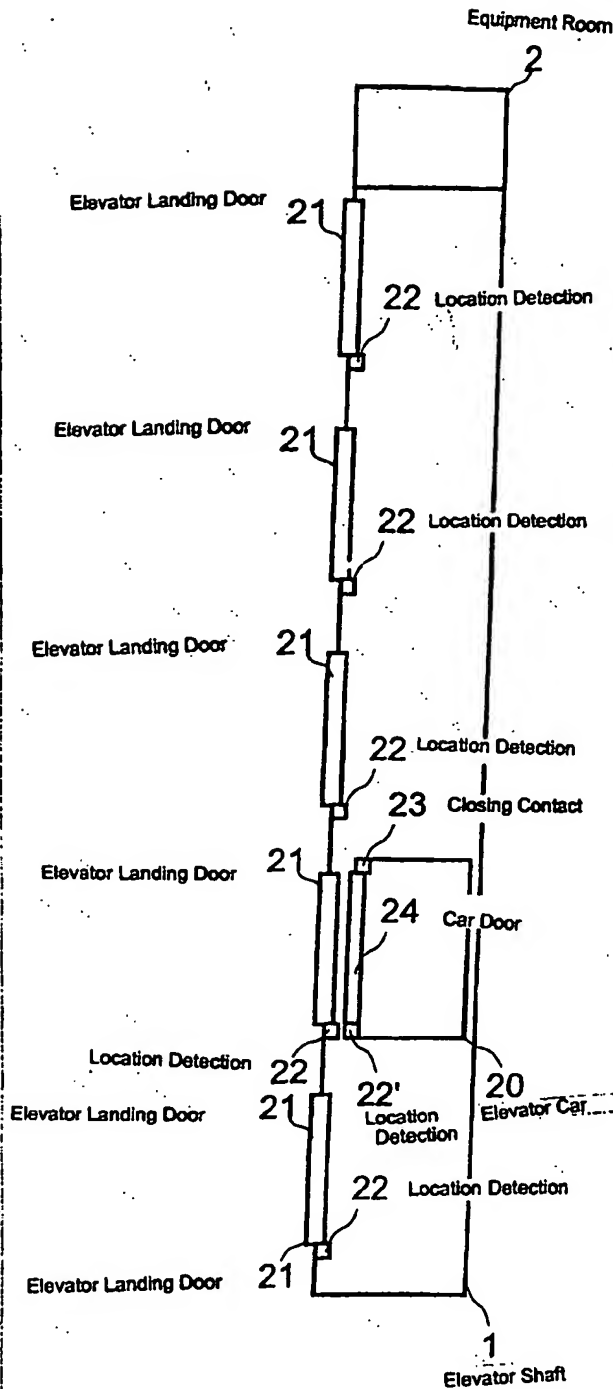 Equipment Room
2
Elevator Landing Door
21
22 Location Detection
Elevator Landing Door
21
22 Location Detection
Elevator Landing Door
21
22 Location Detection
23 Closing Contact
Elevator Landing Door
21
24 Car Door
Location Detection
22
22'
20
Elevator Landing Door
21
Location
Detection
Elevator Car
22 Location Detection
Elevator Landing Door
21
1
Elevator Shaft